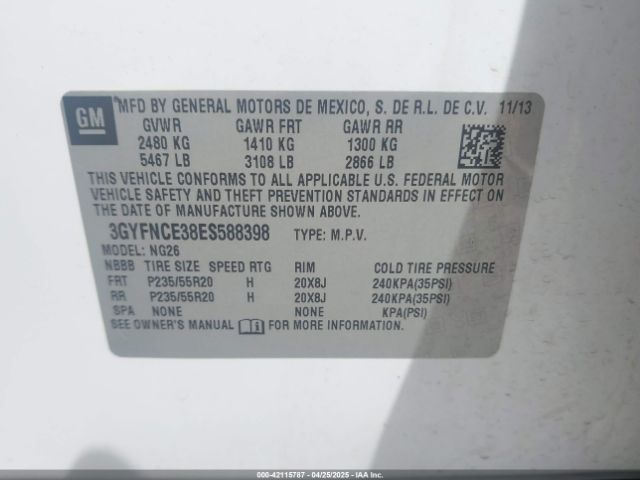 GM
MFD BY GENERAL MOTORS DE MEXICO, S. DE R.L. DE C.V. 11/13
GVWR GAWR FRT GAWR RR
2480 KG 1410 KG 1300 KG
5467 LB 3108 LB 2866 LB
THIS VEHICLE CONFORMS TO ALL APPLICABLE U.S. FEDERAL MOTOR
VEHICLE SAFETY AND THEFT PREVENTION STANDARDS IN EFFECT ON
THE DATE OF MANUFACTURE SHOWN ABOVE.
3GYFNCE38ES588398 TYPE: M.P.V.
MODEL: NG26
NBBB TIRE SIZE SPEED RTG RIM COLD TIRE PRESSURE
FRT P235/55R20 H 20X8J 240KPA(35PSI)
RR P235/55R20 H 20X8J 240KPA(35PSI)
SPA NONE NONE KPA(PSI)
SEE OWNER'S MANUAL FOR MORE INFORMATION.
000-42115787 - 04/25/2025 - IAA Inc.